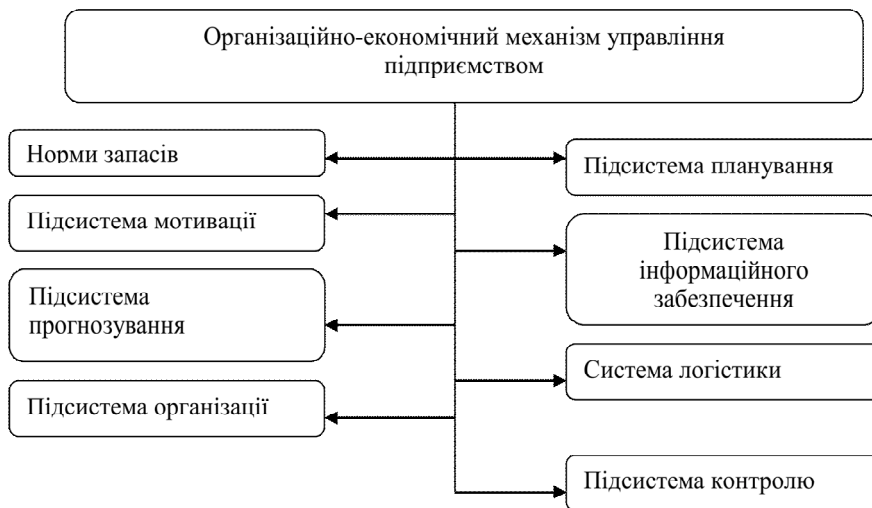 Організаційно-економічний механізм управління
підприємством
Норми запасів
Підсистема планування
Підсистема мотивації
Підсистема
інформаційного
забезпечення
Підсистема
прогнозування
Система логістики
Підсистема організації
Підсистема контролю